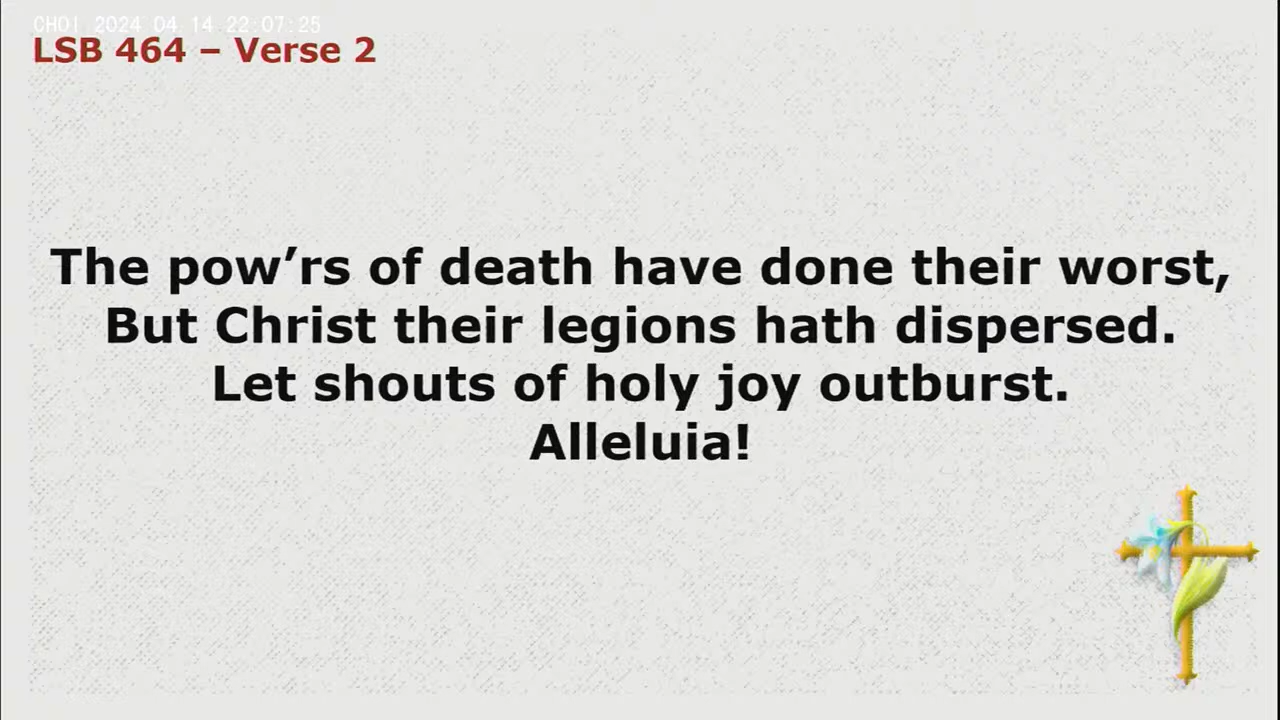 CH01 2024 04 14 22:07:25
LSB 464 – Verse 2
The pow’rs of death have done their worst,
But Christ their legions hath dispersed.
Let shouts of holy joy outburst.
Alleluia!